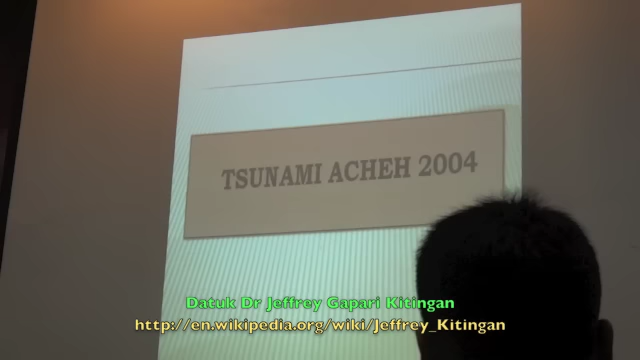 TSUNAMI ACHEH 2004
Datuk Dr Jeffrey Gapari Kitingan
http://en.wikipedia.org/wiki/Jeffrey_Kitingan